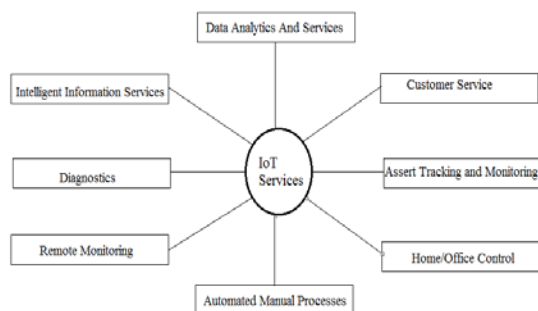 Data Analytics And Services
Intelligent Information Services
Customer Service
IoT
Services
Diagnostics
Assert Tracking and Monitoring
Remote Monitoring
Home/Office Control
Automated Manual Processes